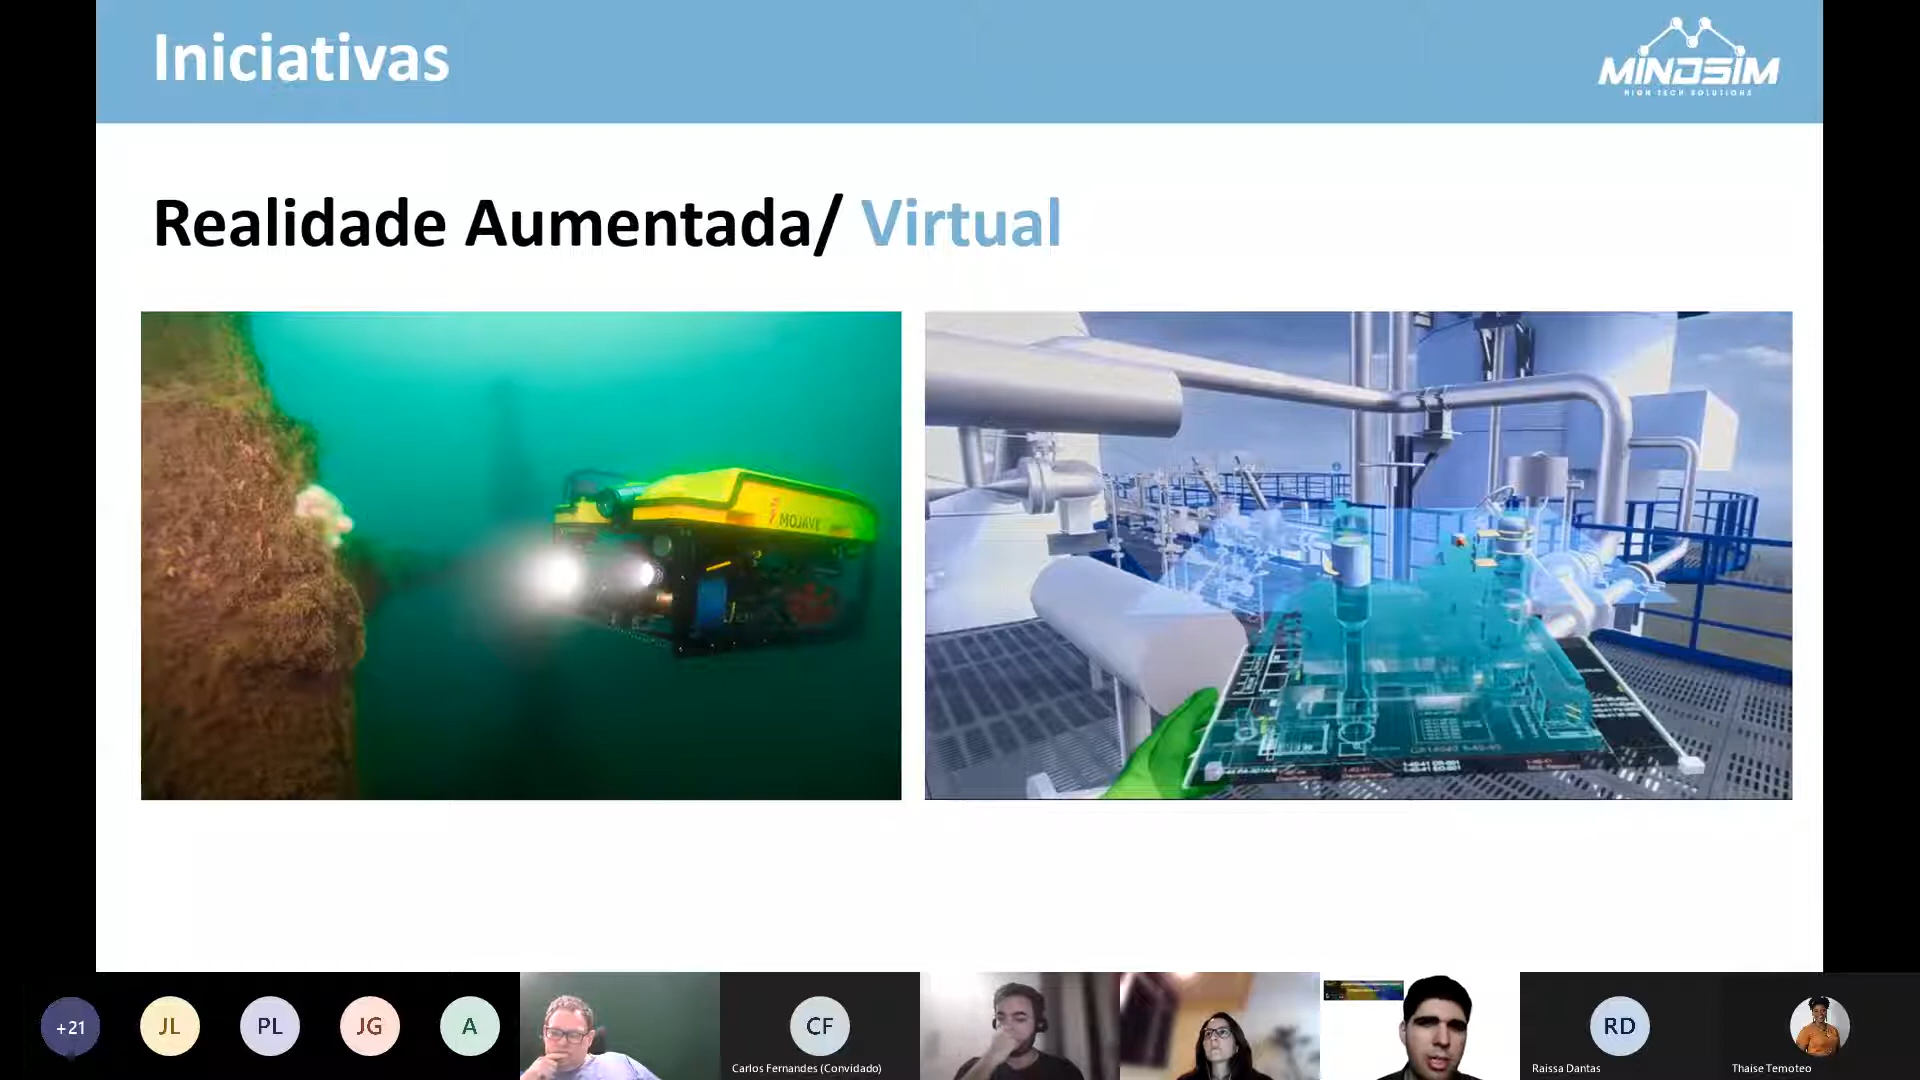 Iniciativas
MINDSIM
HIGH TECH SOLUTIONS
Realidade Aumentada/ Virtual
MOJAVE
+21
JL
PL
JG
A
CF
Carlos Fernandes (Convidado)
RD
Raissa Dantas
Thaise Temoteo